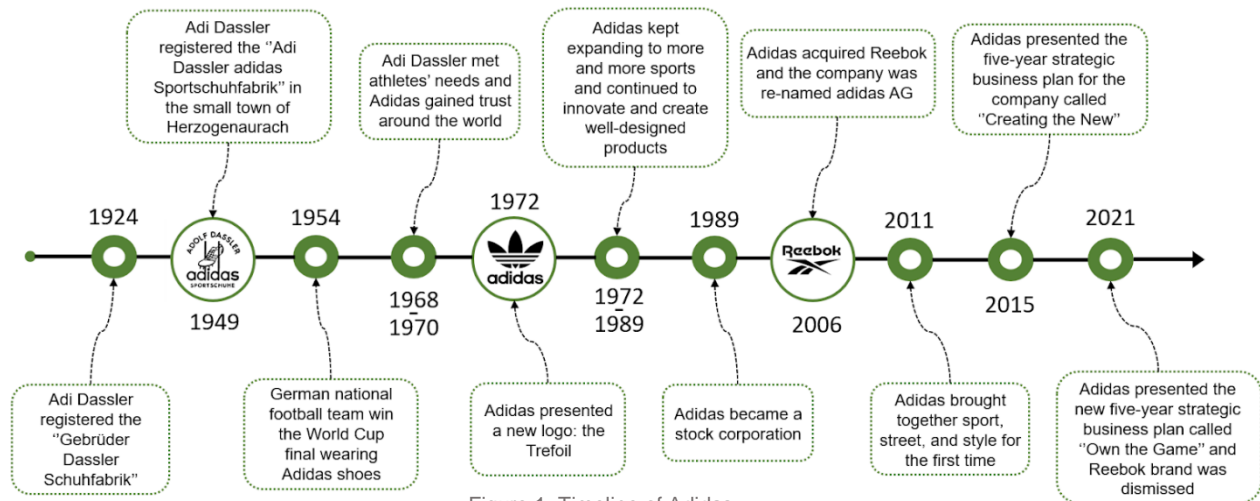 Adi Dassler
registered the ‘’Adi
Dassler adidas
Sportschuhfabrik’’ in
the small town of
Herzogenaurach
Adi Dassler met
athletes’ needs and
Adidas gained trust
around the world
Adidas kept
expanding to more
and more sports
and continued to
innovate and create
well-designed
products
Adidas acquired Reebok
and the company was
re-named adidas AG
Adidas presented the
five-year strategic
business plan for the
company called
‘’Creating the New’’
1924
ADOLF DASSLER
adidas
SPORTSCHUHE
1949
1954
1968
-
1970
1972
adidas
1972
-
1989
1989
Reebok
2006
2011
2015
2021
Adi Dassler
registered the
‘’Gebrüder
Dassler
Schuhfabrik’’
German national
football team win
the World Cup
final wearing
Adidas shoes
Adidas presented
a new logo: the
Trefoil
Adidas became a
stock corporation
Adidas brought
together sport,
street, and style for
the first time
Adidas presented the
new five-year strategic
business plan called
‘’Own the Game’’ and
Reebok brand was
dismissed
Figure 1. Timeline of Adidas